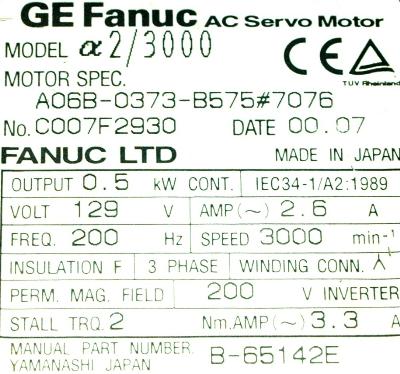 GE Fanuc AC Servo Motor
MODEL α2/3000
CE TUV Rheinland
MOTOR SPEC.
A06B-0373-B575#7076
No. C007F2930 DATE 00.07
FANUC LTD MADE IN JAPAN
OUTPUT 0.5 kW CONT. IEC34-1/A2:1989
VOLT 129 V AMP(~) 2.6 A
FREQ. 200 Hz SPEED 3000 min-1
INSULATION F 3 PHASE WINDING CONN. Y
PERM. MAG. FIELD 200 V INVERTER
STALL TRQ. 2 Nm. AMP(~) 3.3 A
MANUAL PART NUMBER. B-65142E
YAMANASHI JAPAN